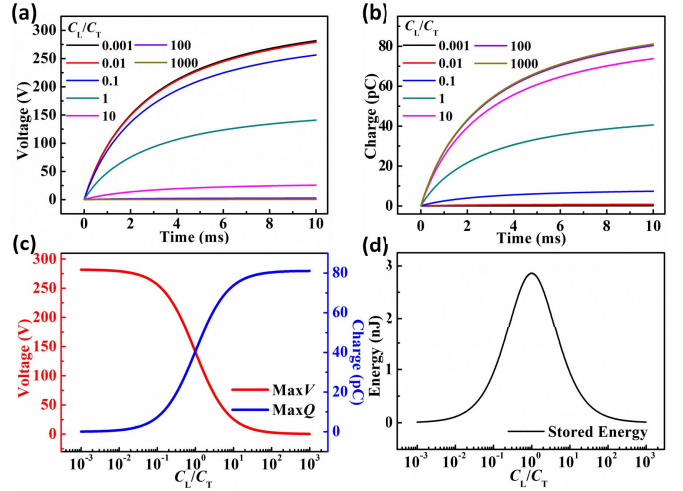 (a)
C_L/C_T
0.001
0.01
0.1
1
10
100
1000
Voltage (V)
300
250
200
150
100
50
0
0 2 4 6 8 10
Time (ms)
(b)
C_L/C_T
0.001
0.01
0.1
1
10
100
1000
Charge (pC)
80
60
40
20
0
0 2 4 6 8 10
Time (ms)
(c)
Voltage (V)
300
250
200
150
100
50
0
Charge (pC)
80
60
40
20
0
MaxV
MaxQ
10^-3 10^-2 10^-1 10^0 10^1 10^2 10^3
C_L/C_T
(d)
Energy (nJ)
3
2
1
0
Stored Energy
10^-3 10^-2 10^-1 10^0 10^1 10^2 10^3
C_L/C_T